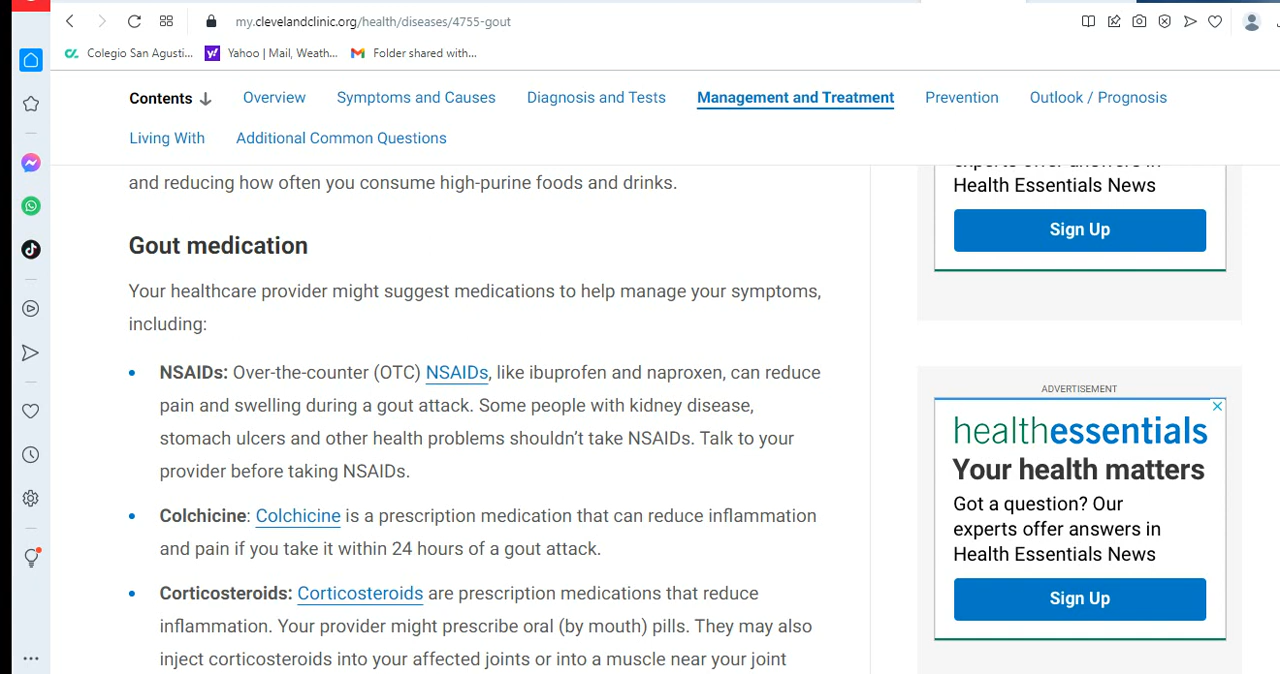 my.clevelandclinic.org/health/diseases/4755-gout
Colegio San Agusti... Yahoo | Mail, Weath... Folder shared with...
Contents Overview Symptoms and Causes Diagnosis and Tests Management and Treatment Prevention Outlook / Prognosis
Living With Additional Common Questions
and reducing how often you consume high-purine foods and drinks.
Gout medication
Your healthcare provider might suggest medications to help manage your symptoms,
including:
• NSAIDs: Over-the-counter (OTC) NSAIDs, like ibuprofen and naproxen, can reduce
pain and swelling during a gout attack. Some people with kidney disease,
stomach ulcers and other health problems shouldn’t take NSAIDs. Talk to your
provider before taking NSAIDs.
• Colchicine: Colchicine is a prescription medication that can reduce inflammation
and pain if you take it within 24 hours of a gout attack.
• Corticosteroids: Corticosteroids are prescription medications that reduce
inflammation. Your provider might prescribe oral (by mouth) pills. They may also
inject corticosteroids into your affected joints or into a muscle near your joint
experts offer answers in
Health Essentials News
Sign Up
ADVERTISEMENT
healthessentials
Your health matters
Got a question? Our
experts offer answers in
Health Essentials News
Sign Up